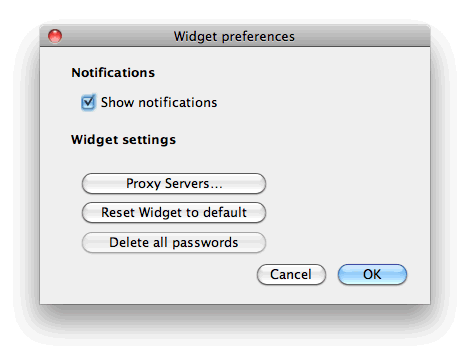 Widget preferences
Notifications
Show notifications
Widget settings
Proxy Servers...
Reset Widget to default
Delete all passwords
Cancel OK